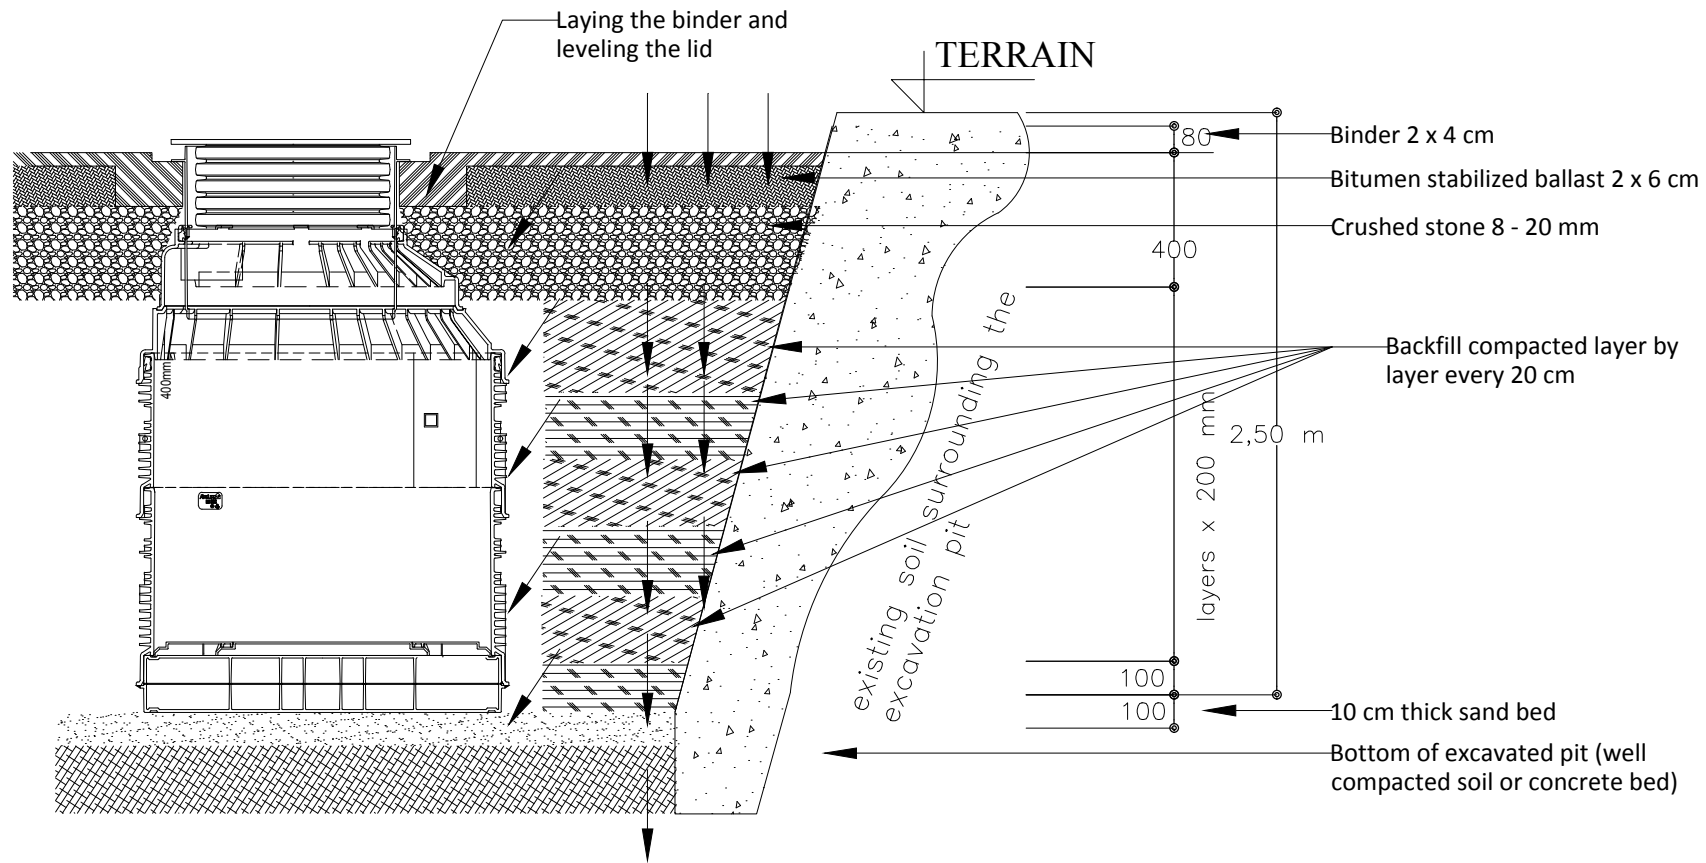 Laying the binder and
leveling the lid
TERRAIN
80
Binder 2 x 4 cm
Bitumen stabilized ballast 2 x 6 cm
Crushed stone 8 - 20 mm
400
Backfill compacted layer by
layer every 20 cm
400mm
2,50 m
layers x 200 mm
existing soil surrounding the
excavation pit
100
100
10 cm thick sand bed
Bottom of excavated pit (well
compacted soil or concrete bed)